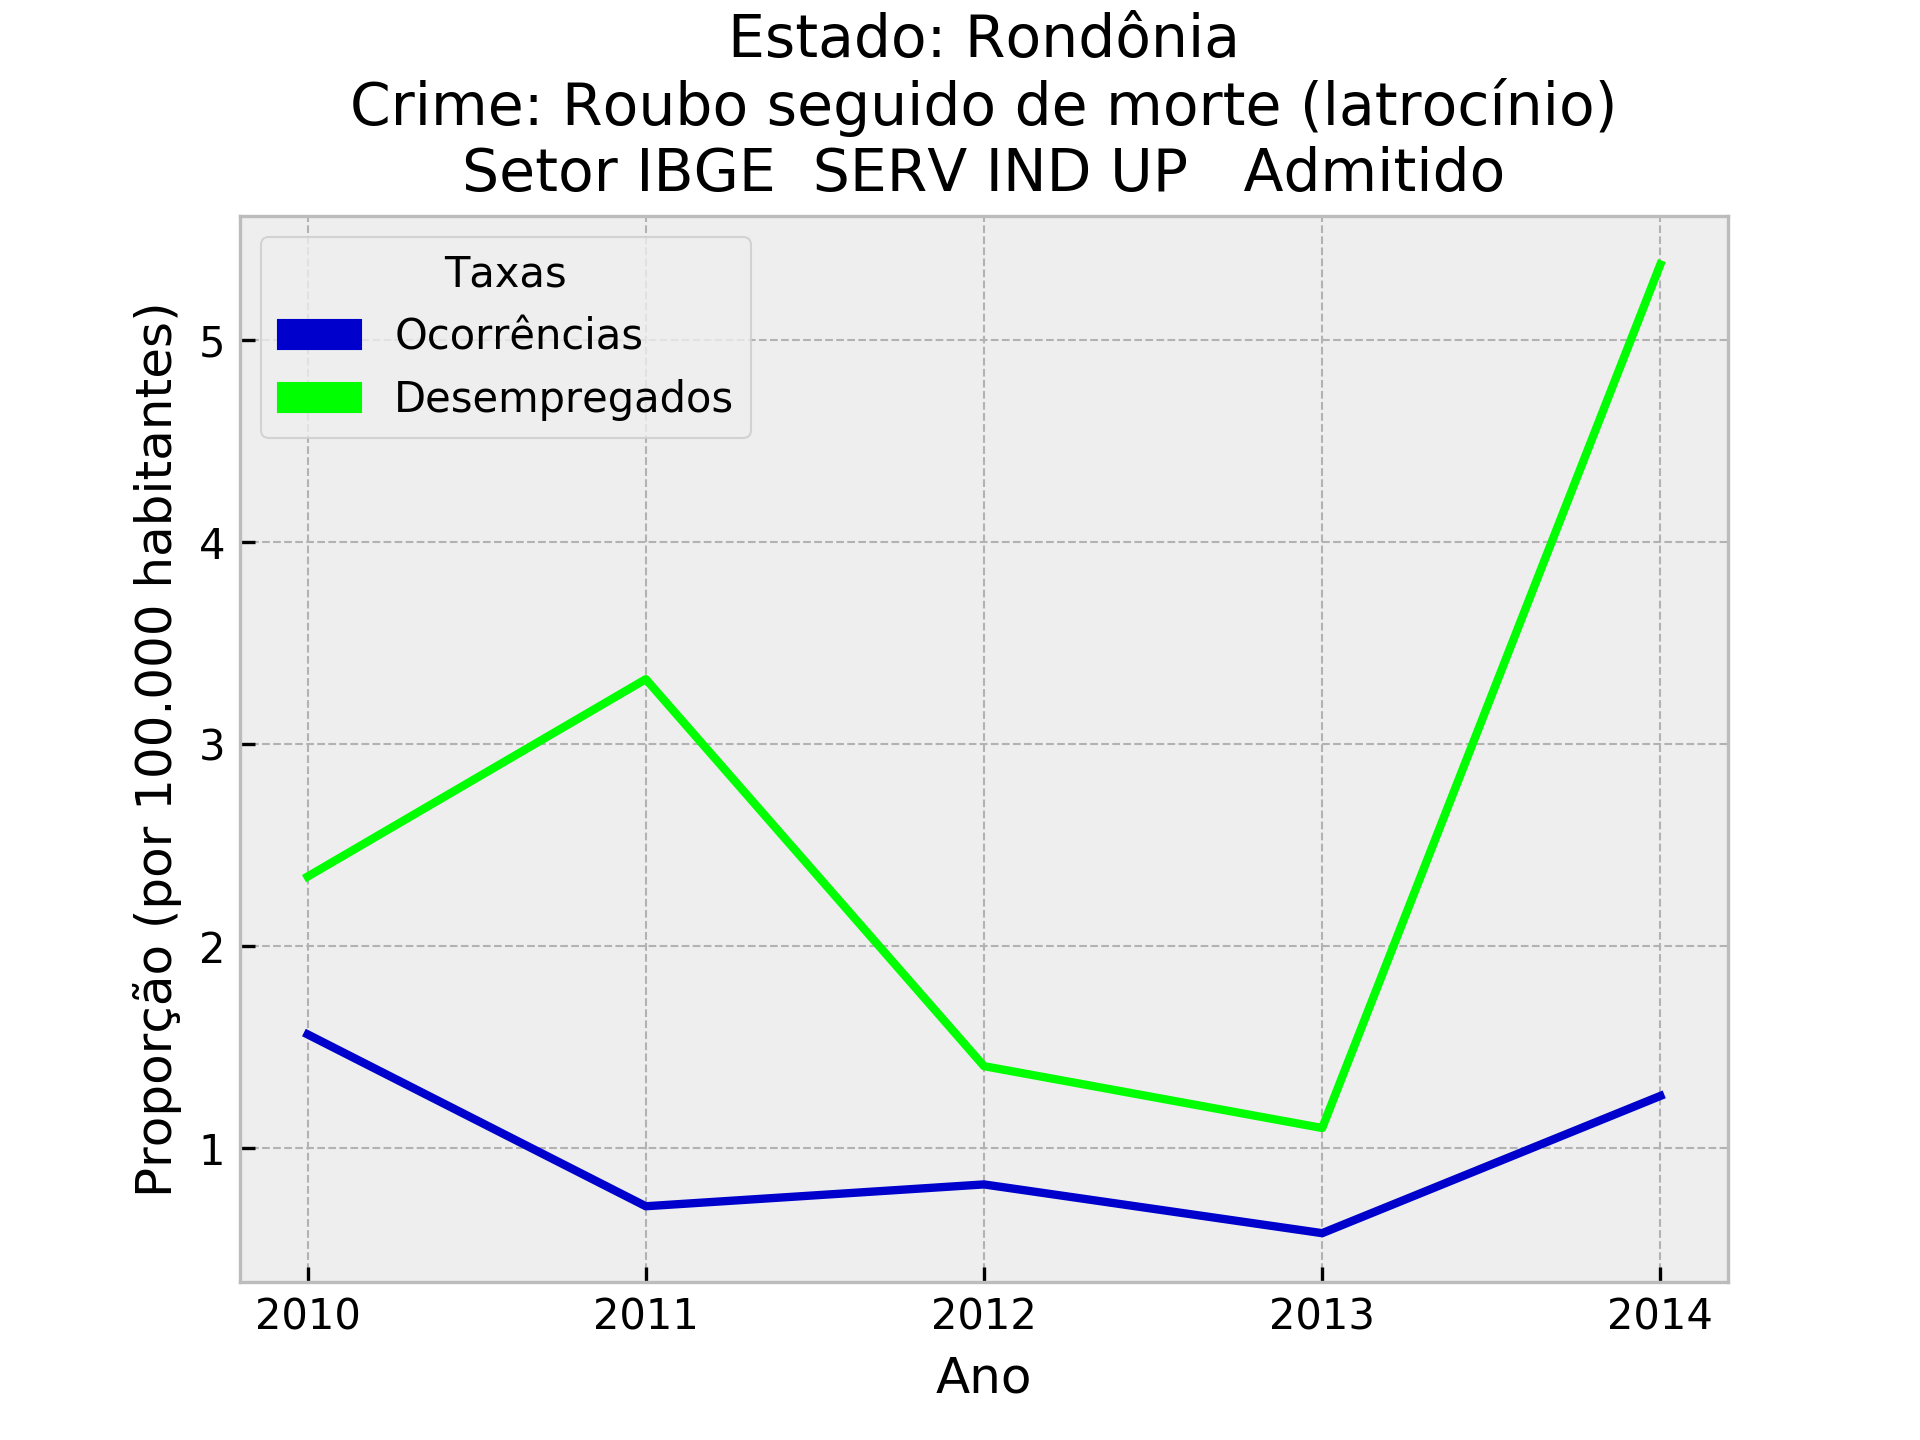 Estado: Rondônia
Crime: Roubo seguido de morte (latrocínio)
Setor IBGE  SERV IND UP   Admitido
Taxas
Ocorrências
Desempregados
Proporção (por 100.000 habitantes)
5
4
3
2
1
2010
2011
2012
2013
2014
Ano